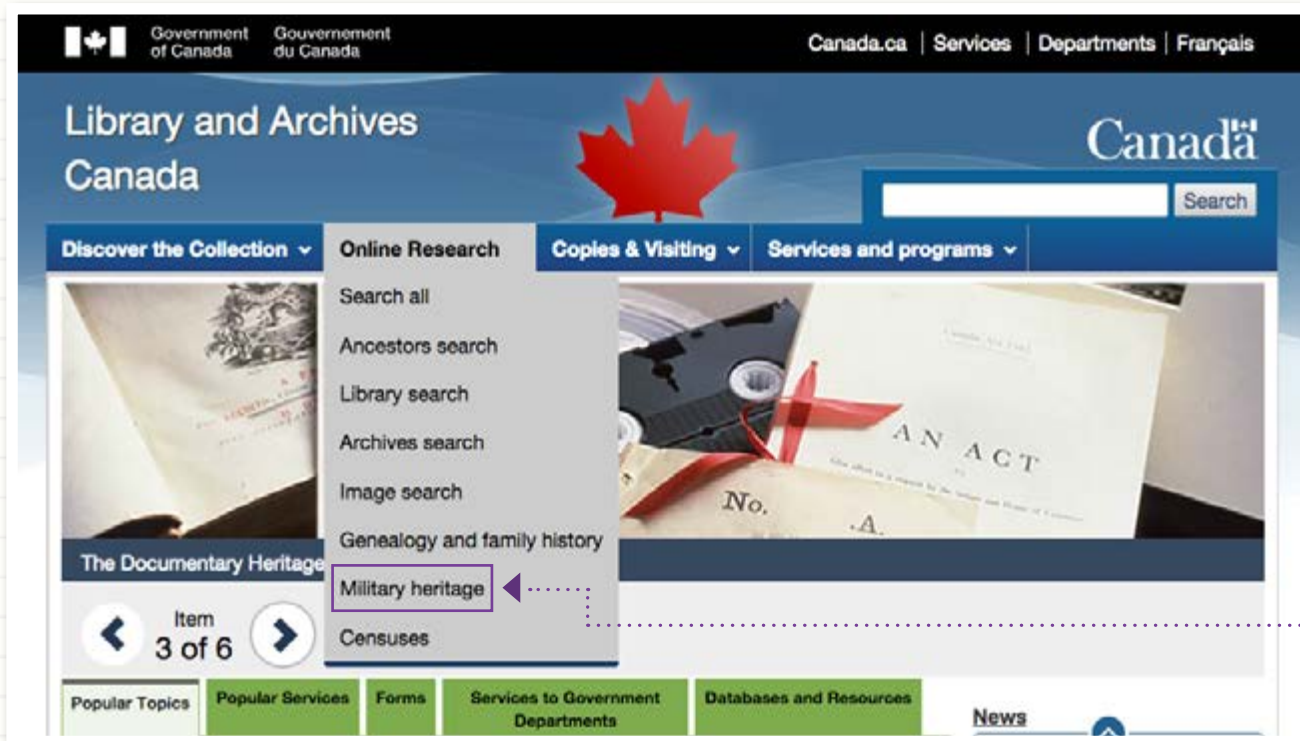 Government of Canada
Gouvernement du Canada
Canada.ca | Services | Departments | Français
Library and Archives Canada
Canada
Search
Discover the Collection
Online Research
Copies & Visiting
Services and programs
Search all
Ancestors search
Library search
Archives search
Image search
Genealogy and family history
Military heritage
Censuses
AN ACT
No.
.A.
The Documentary Heritage
Item
3 of 6
Popular Topics
Popular Services
Forms
Services to Government Departments
Databases and Resources
News